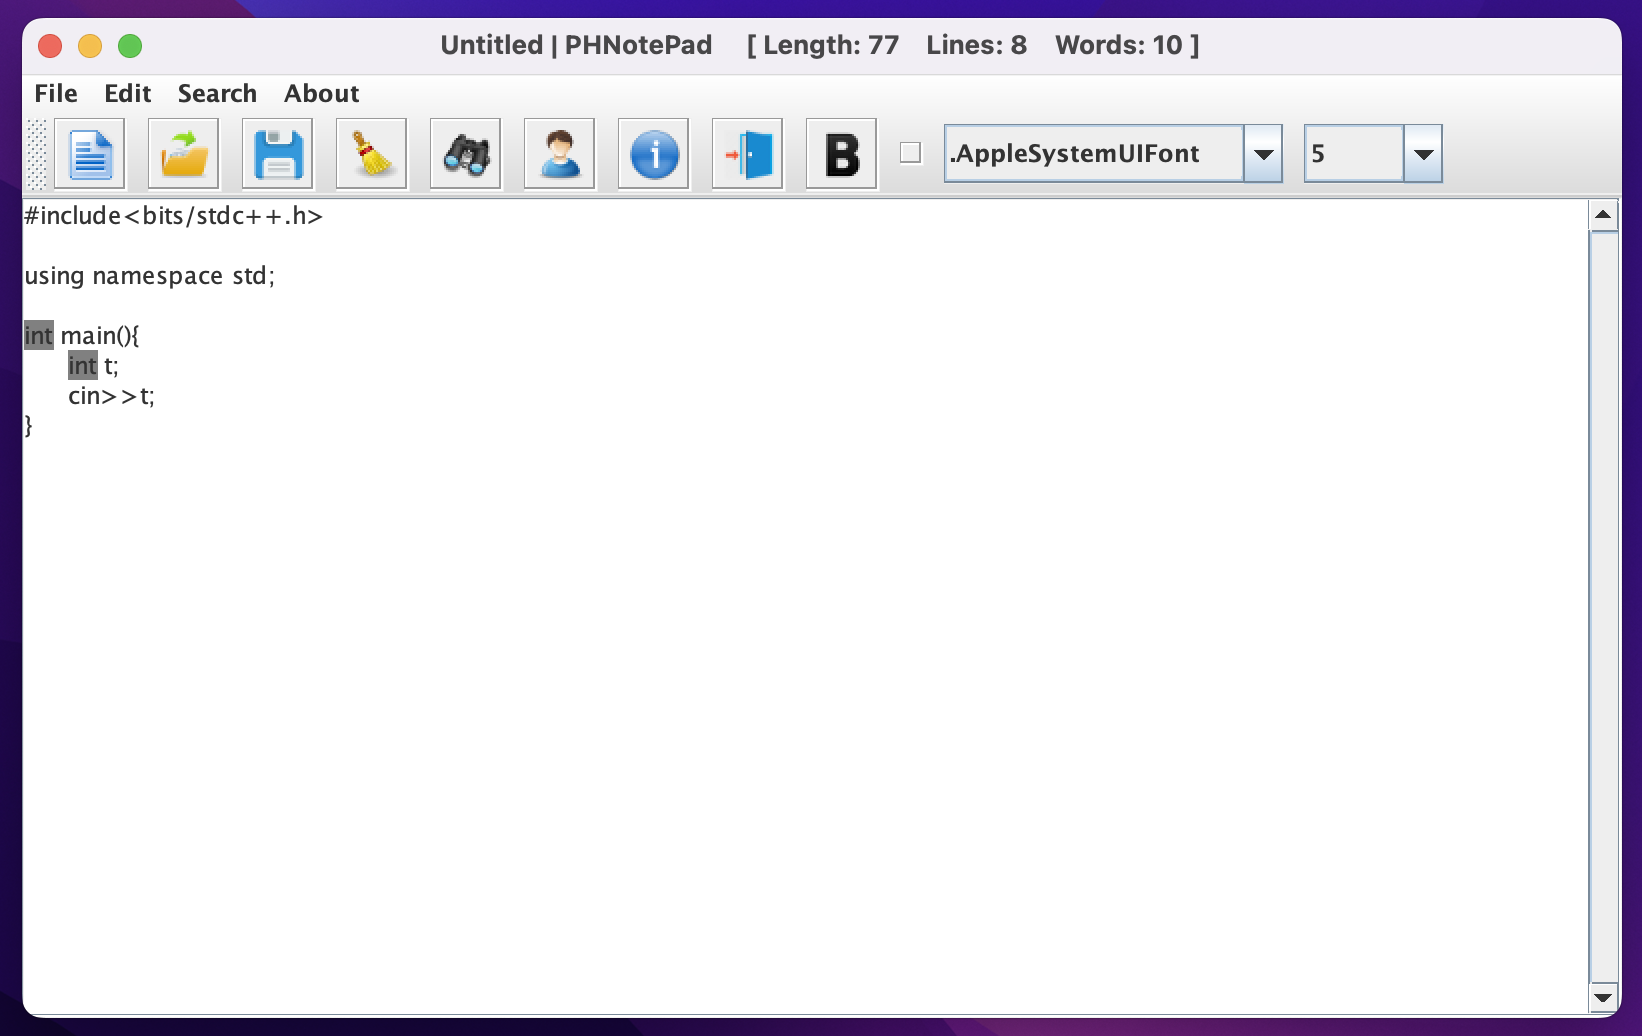 Untitled | PHNotePad [ Length: 77 Lines: 8 Words: 10 ]
File Edit Search About
B .AppleSystemUIFont 5
#include<bits/stdc++.h>
using namespace std;
int main(){
int t;
cin>>t;
}